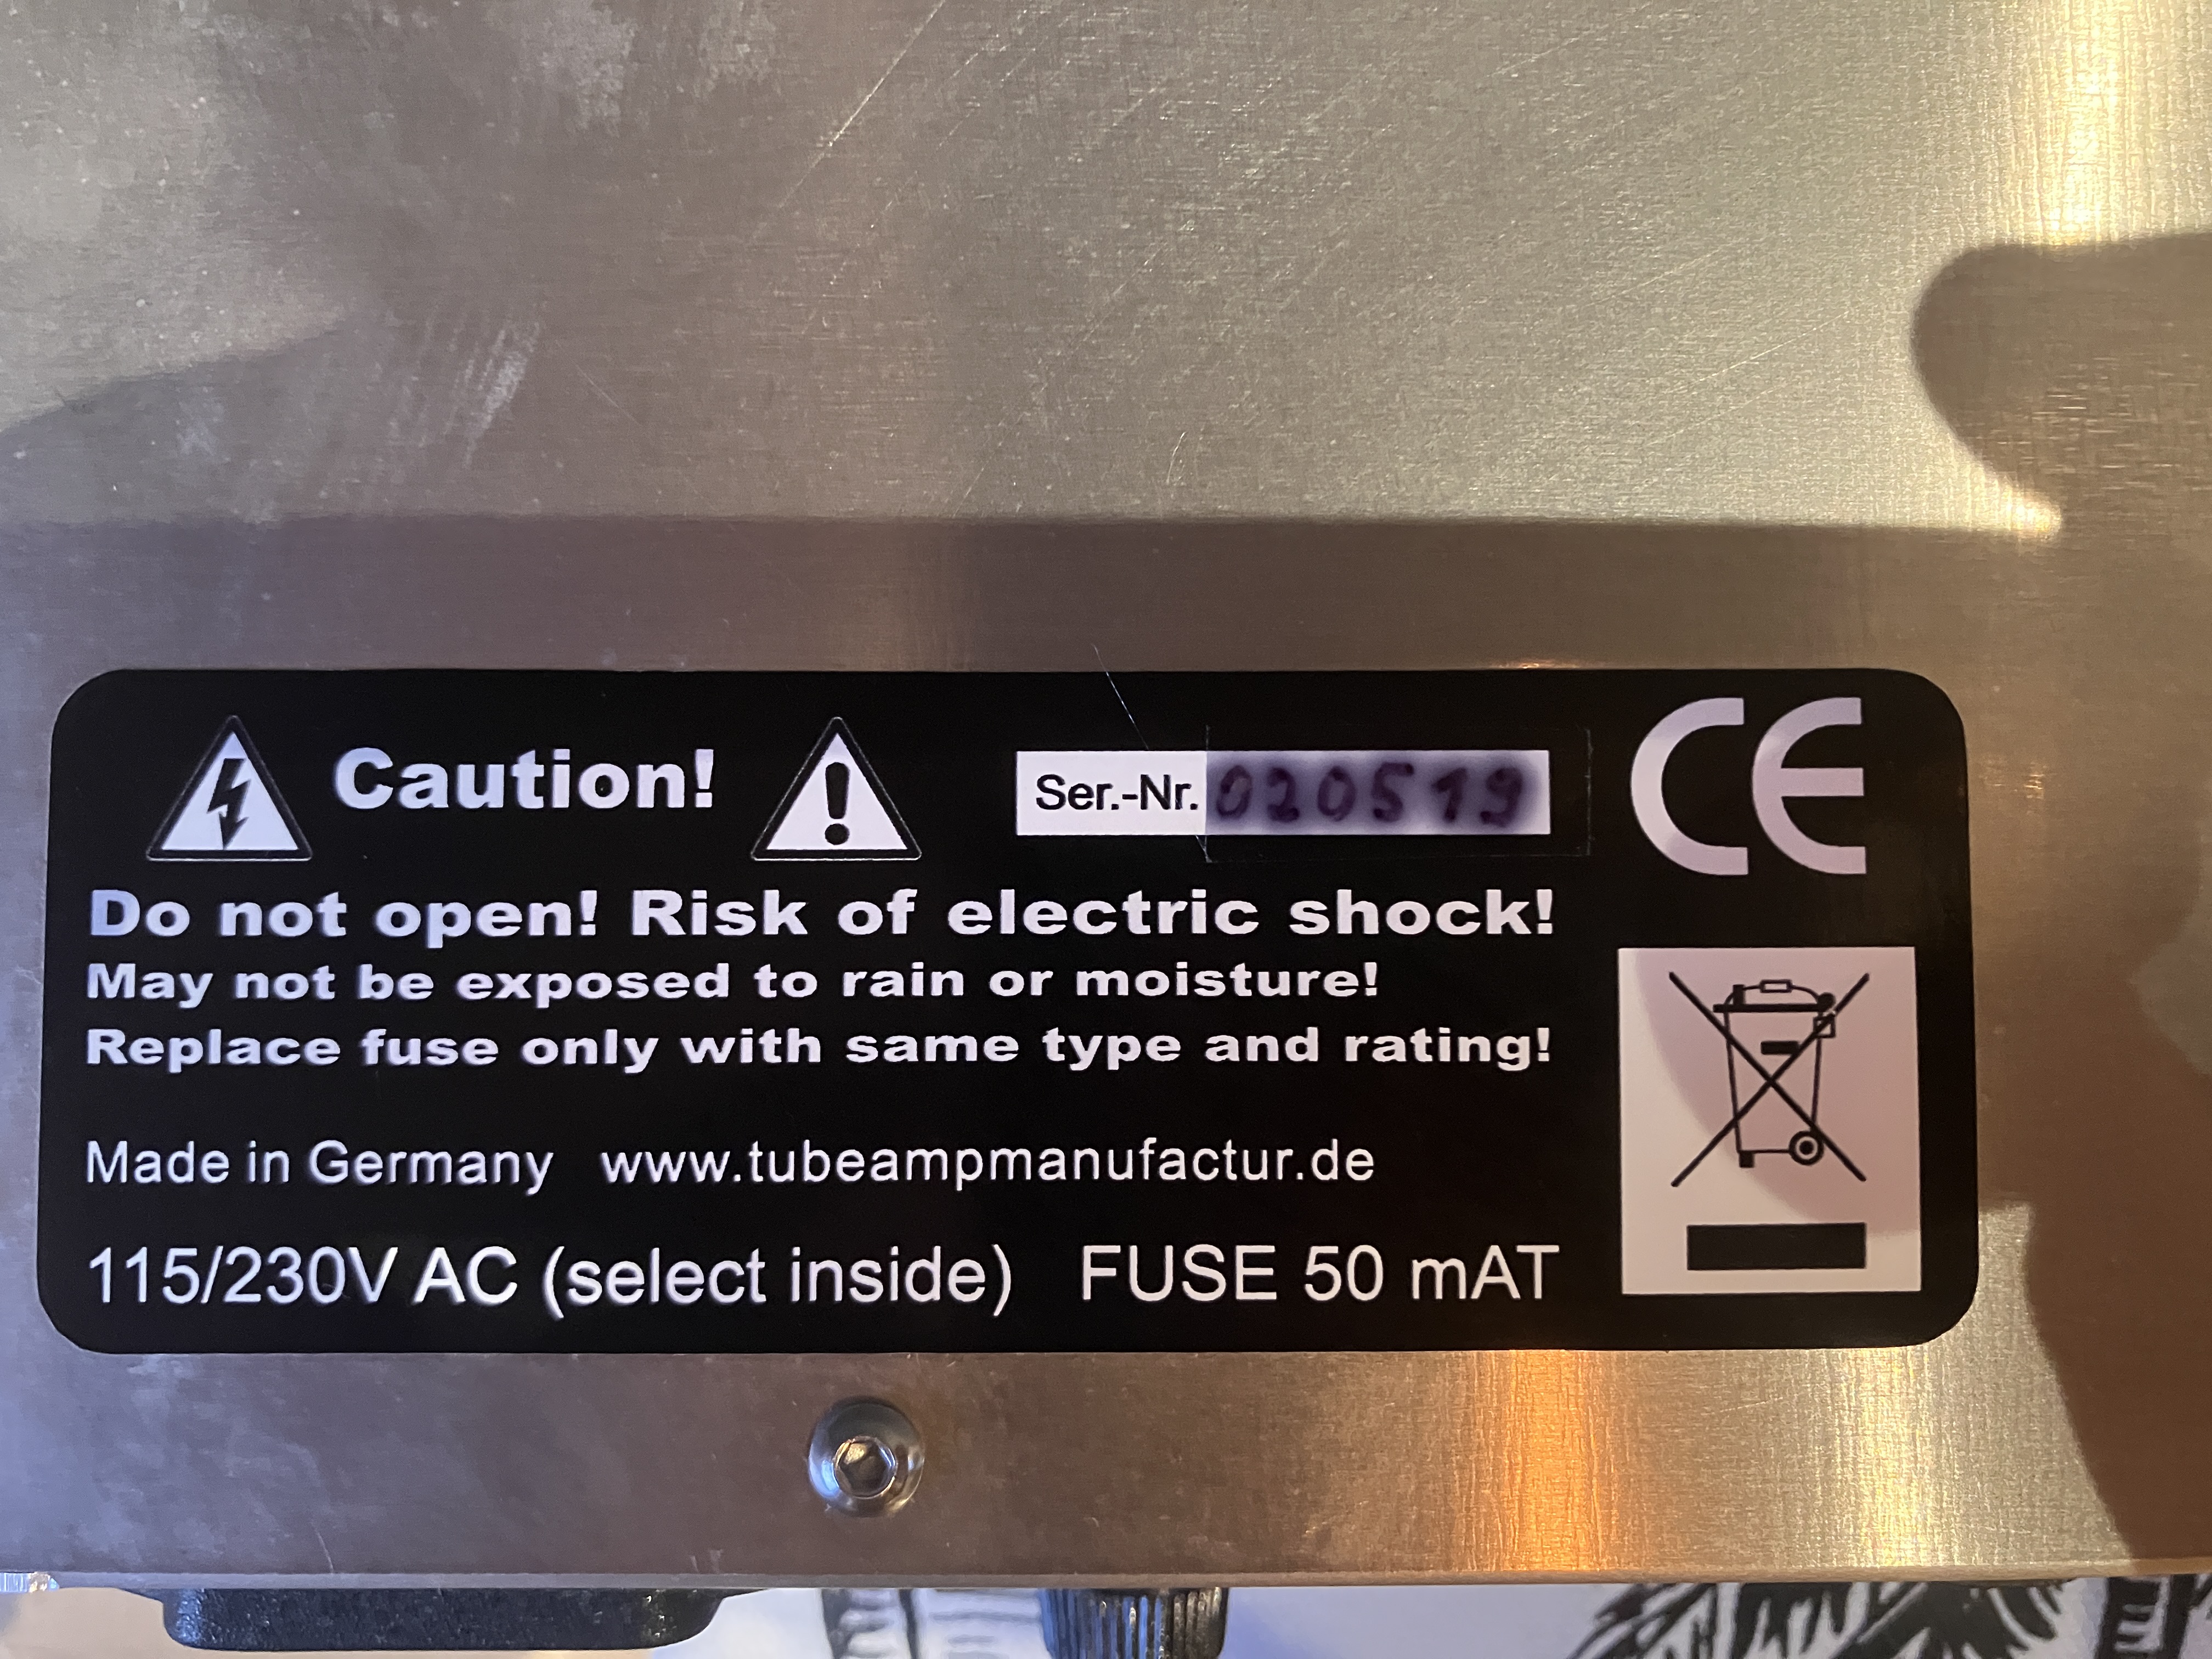 Caution!
Ser.-Nr. 020519
CE
Do not open! Risk of electric shock!
May not be exposed to rain or moisture!
Replace fuse only with same type and rating!
Made in Germany www.tubeampmanufactur.de
115/230V AC (select inside) FUSE 50 mAT